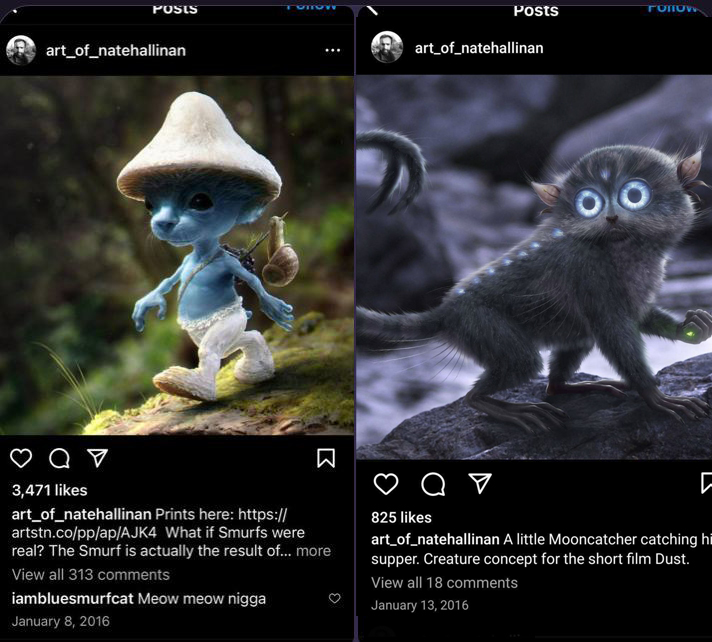 Posts
Follow
art_of_natehallinan
3,471 likes
art_of_natehallinan Prints here: https://
artstn.co/pp/ap/AJK4 What if Smurfs were
real? The Smurf is actually the result of... more
View all 313 comments
iambluesmurfcat Meow meow nigga
January 8, 2016
Posts
Follow
art_of_natehallinan
825 likes
art_of_natehallinan A little Mooncatcher catching hi
supper. Creature concept for the short film Dust.
View all 18 comments
January 13, 2016